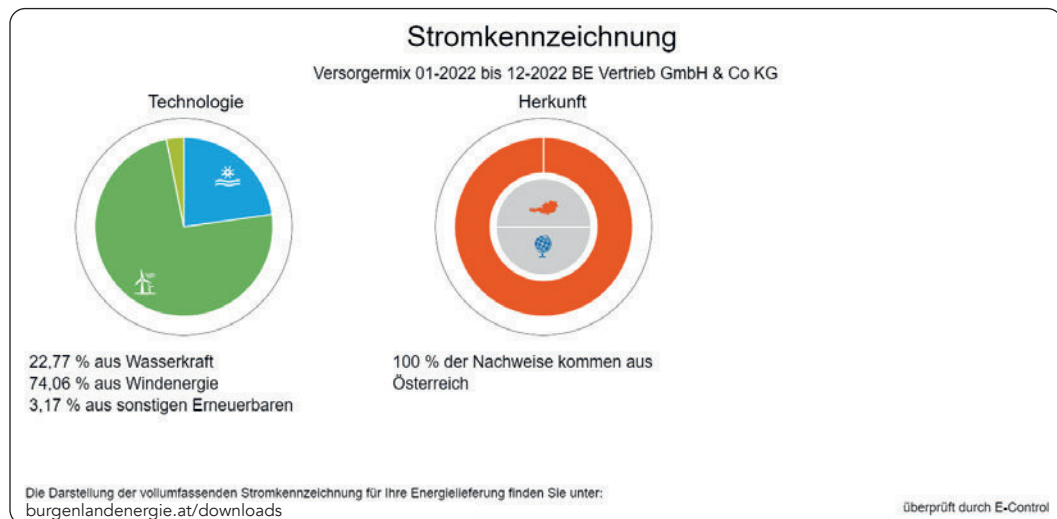 Stromkennzeichnung
Versorgermix 01-2022 bis 12-2022 BE Vertrieb GmbH & Co KG
Technologie
Herkunft
22,77 % aus Wasserkraft
74,06 % aus Windenergie
3,17 % aus sonstigen Erneuerbaren
100 % der Nachweise kommen aus
Österreich
Die Darstellung der vollumfassenden Stromkennzeichnung für Ihre Energielieferung finden Sie unter:
burgenlandenergie.at/downloads
überprüft durch E-Control